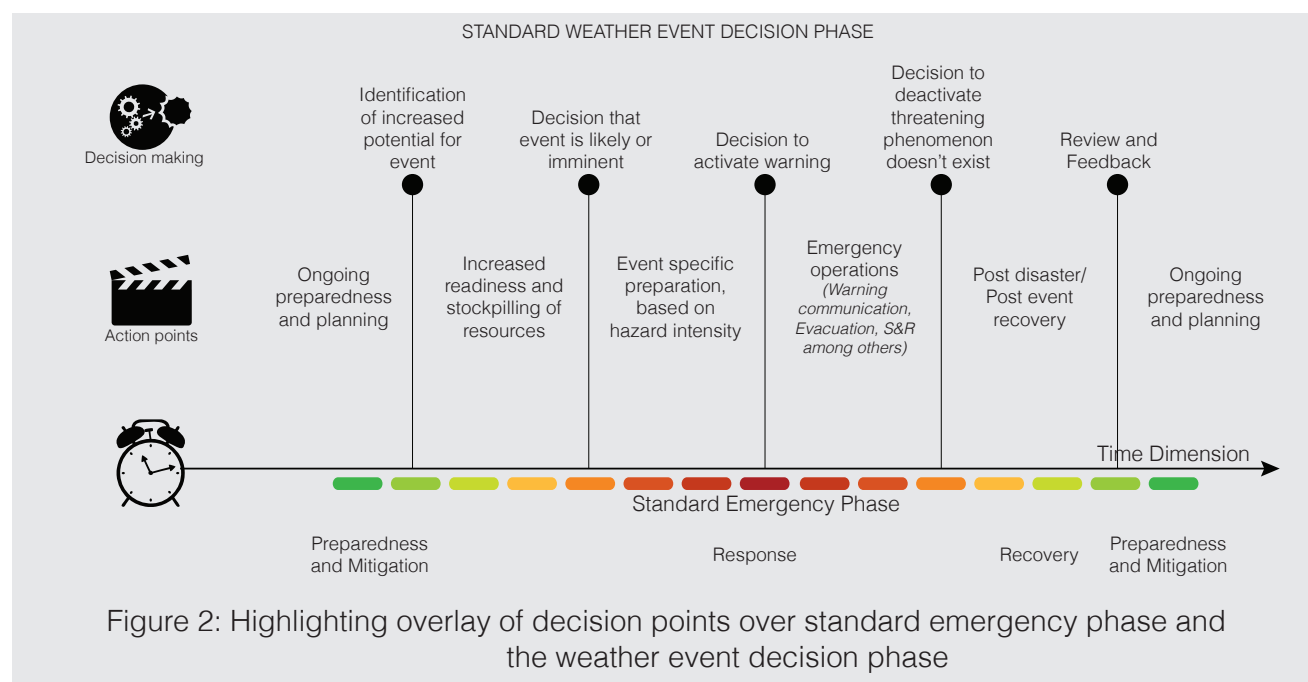 STANDARD WEATHER EVENT DECISION PHASE
Decision making
Identification
of increased
potential for
event
Decision that
event is likely or
imminent
Decision to
activate warning
Decision to
deactivate
threatening
phenomenon
doesn't exist
Review and
Feedback
Action points
Ongoing
preparedness
and planning
Increased
readiness and
stockpilling of
resources
Event specific
preparation,
based on
hazard intensity
Emergency
operations
(Warning
communication,
Evacuation, S&R
among others)
Post disaster/
Post event
recovery
Ongoing
preparedness
and planning
Time Dimension
Standard Emergency Phase
Preparedness
and Mitigation
Response
Recovery
Preparedness
and Mitigation
Figure 2: Highlighting overlay of decision points over standard emergency phase and
the weather event decision phase